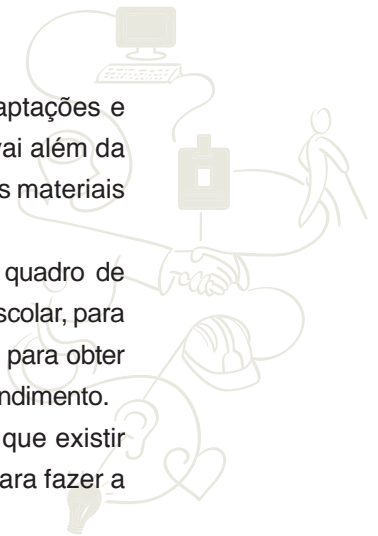 aptações e
vai além da
s materiais
quadro de
scolar, para
para obter
ndimento.
que existir
ara fazer a